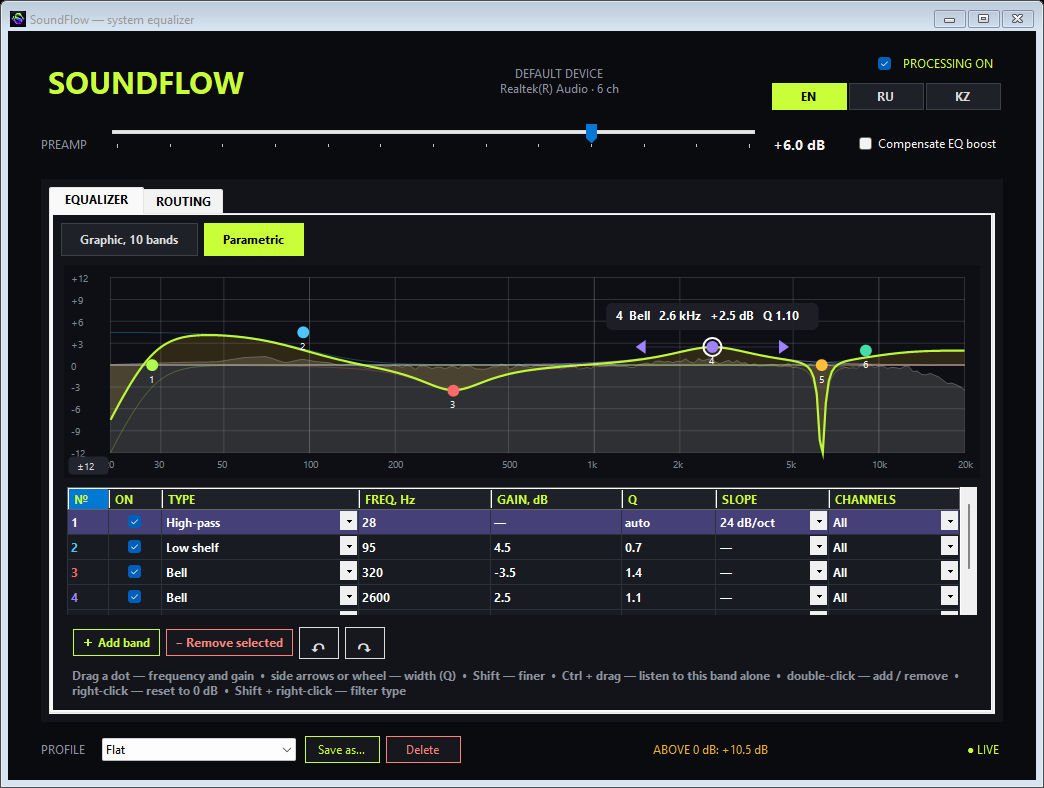 SoundFlow — system equalizer
SOUNDFLOW
DEFAULT DEVICE
Realtek(R) Audio · 6 ch
PROCESSING ON
EN RU KZ
PREAMP
+6.0 dB
Compensate EQ boost
EQUALIZER ROUTING
Graphic, 10 bands Parametric
+12
+9
+6
+3
0
-3
-6
-9
-12
4 Bell 2.6 kHz +2.5 dB Q 1.10
1
2
3
4
5
6
±12
0 30 50 100 200 500 1k 2k 5k 10k 20k
№ ON TYPE FREQ, Hz GAIN, dB Q SLOPE CHANNELS
1 High-pass 28 — auto 24 dB/oct All
2 Low shelf 95 4.5 0.7 — All
3 Bell 320 -3.5 1.4 — All
4 Bell 2600 2.5 1.1 — All
+ Add band − Remove selected
Drag a dot — frequency and gain • side arrows or wheel — width (Q) • Shift — finer • Ctrl + drag — listen to this band alone • double-click — add / remove •
right-click — reset to 0 dB • Shift + right-click — filter type
PROFILE Flat Save as... Delete
ABOVE 0 dB: +10.5 dB
● LIVE